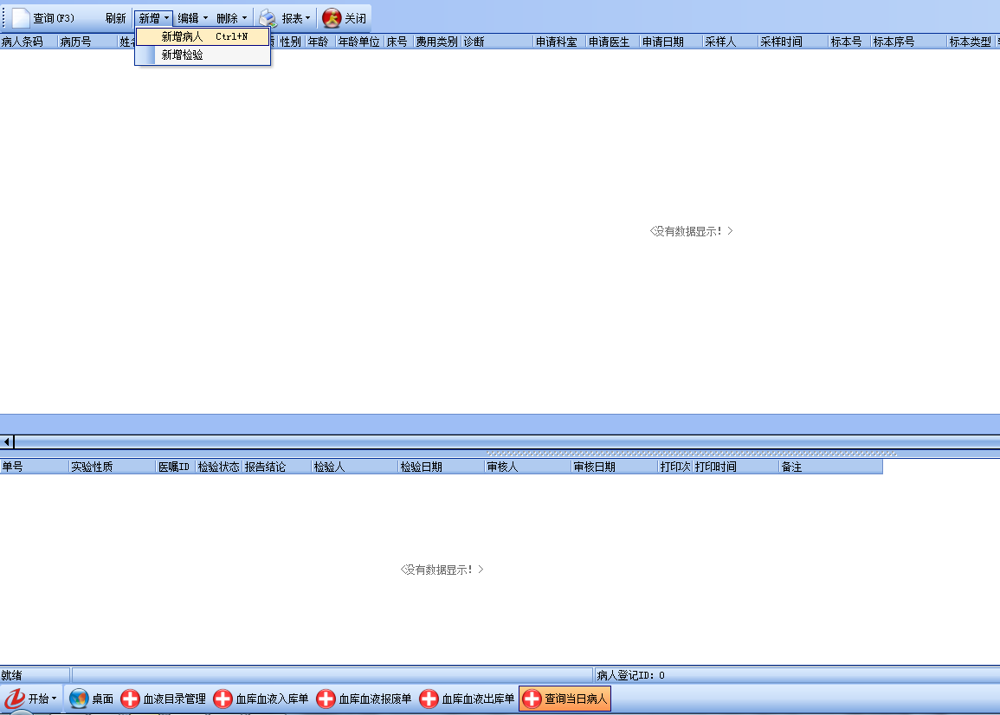 查询(F3) 刷新 新增 编辑 删除 报表 关闭
新增病人 Ctrl+N
病人条码 病历号 性别 年龄 年龄单位 床号 费用类别 诊断 申请科室 申请医生 申请日期 采样人 采样时间 标本号 标本序号 标本类型
新增检验
<没有数据显示! >
单号 实验性质 医嘱ID 检验状态 报告结论 检验人 检验日期 审核人 审核日期 打印次 打印时间 备注
<没有数据显示! >
就绪 病人登记ID: 0
开始 桌面 血液目录管理 血库血液入库单 血库血液报废单 血库血液出库单 查询当日病人